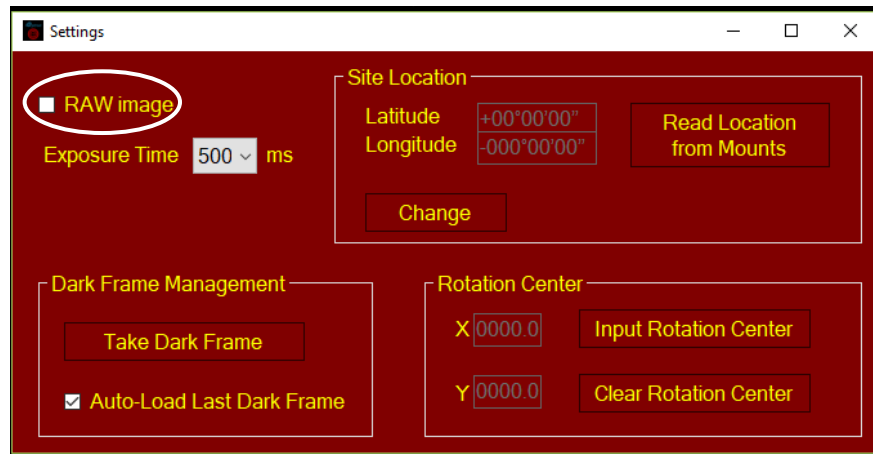 Settings
RAW image
Exposure Time 500 ms
Site Location
Latitude +00°00'00"
Longitude -000°00'00"
Read Location
from Mounts
Change
Dark Frame Management
Take Dark Frame
Auto-Load Last Dark Frame
Rotation Center
X 0000.0 Input Rotation Center
Y 0000.0 Clear Rotation Center